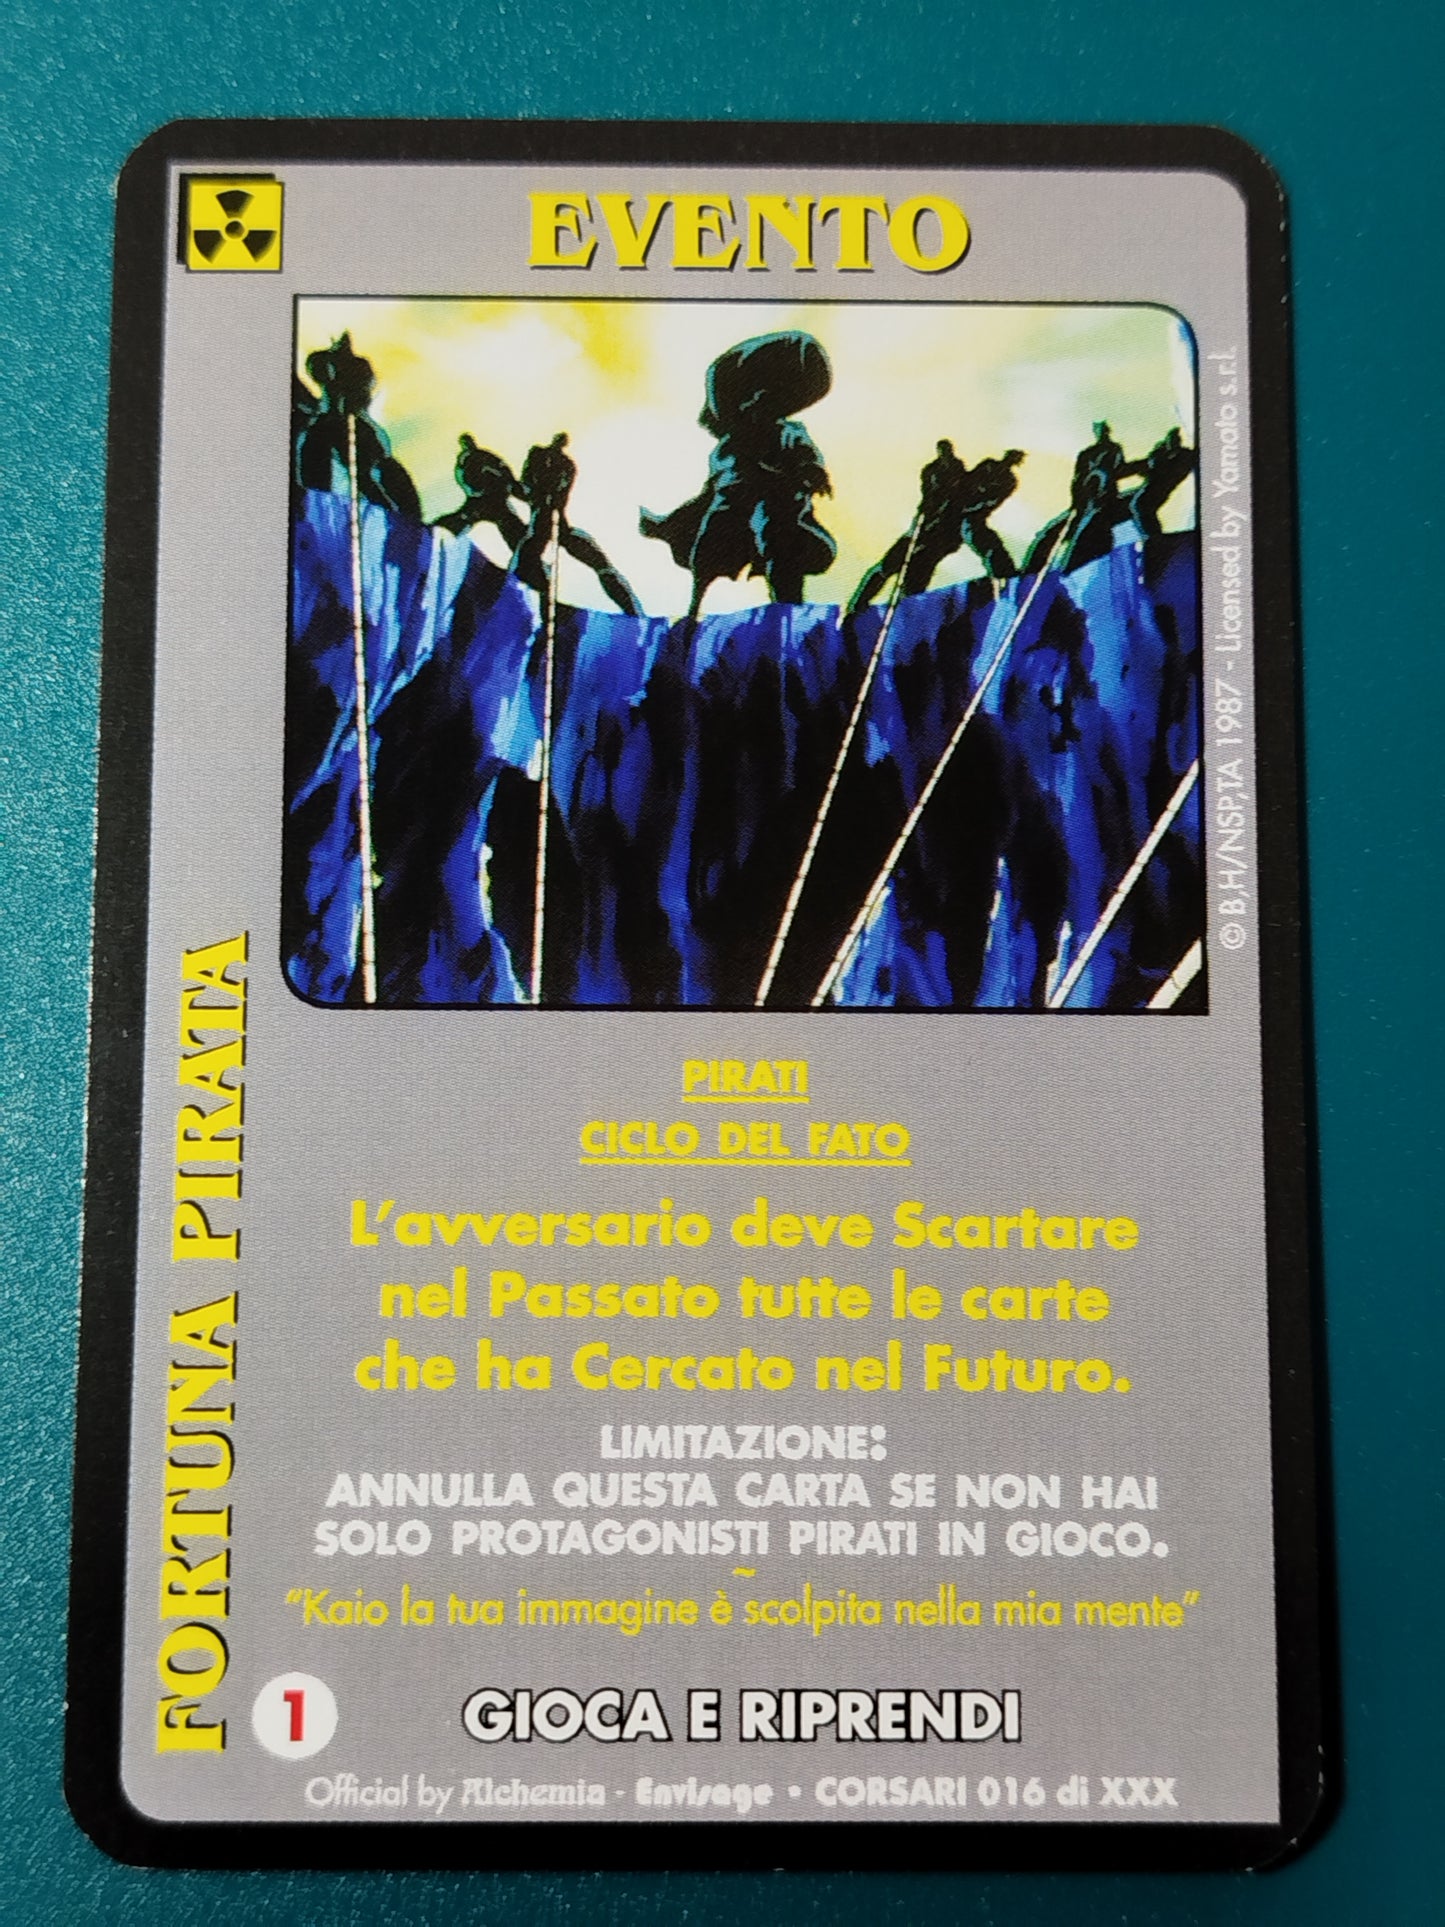 EVENTO
© B,H/NSP,TA 1987 - Licensed by Yamato s.r.l.
FORTUNA PIRATA
PIRATI
CICLO DEL FATO
L'avversario deve Scartare
nel Passato tutte le carte
che ha Cercato nel Futuro.
LIMITAZIONE:
ANNULLA QUESTA CARTA SE NON HAI
SOLO PROTAGONISTI PIRATI IN GIOCO.
~
"Kaio la tua immagine è scolpita nella mia mente"
1
GIOCA E RIPRENDI
Official by Alchemia - Envisage • CORSARI 016 di XXX